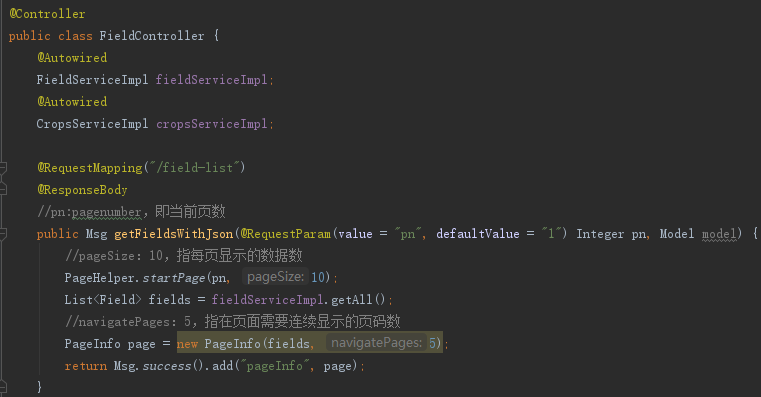 @Controller
public class FieldController {
@Autowired
FieldServiceImpl fieldServiceImpl;
@Autowired
CropsServiceImpl cropsServiceImpl;
@RequestMapping("/field-list")
@ResponseBody
//pn:pagenumber，即当前页数
public Msg getFieldsWithJson(@RequestParam(value = "pn", defaultValue = "1") Integer pn, Model model) {
//pageSize：10，指每页显示的数据数
PageHelper.startPage(pn, pageSize: 10);
List<Field> fields = fieldServiceImpl.getAll();
//navigatePages：5，指在页面需要连续显示的页码数
PageInfo page = new PageInfo(fields, navigatePages: 5);
return Msg.success().add("pageInfo", page);
}